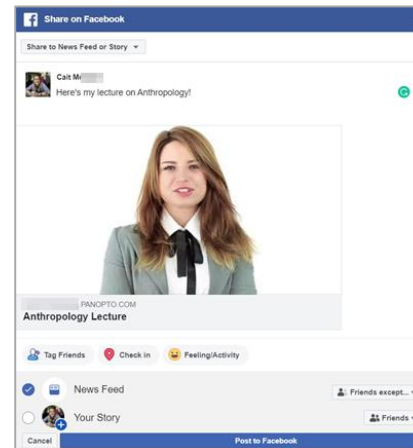 Share on Facebook
Share to News Feed or Story
Cait M
Here's my lecture on Anthropology!
PANOPTO.COM
Anthropology Lecture
Tag Friends Check in Feeling/Activity
News Feed Friends except...
Your Story Friends
Cancel Post to Facebook